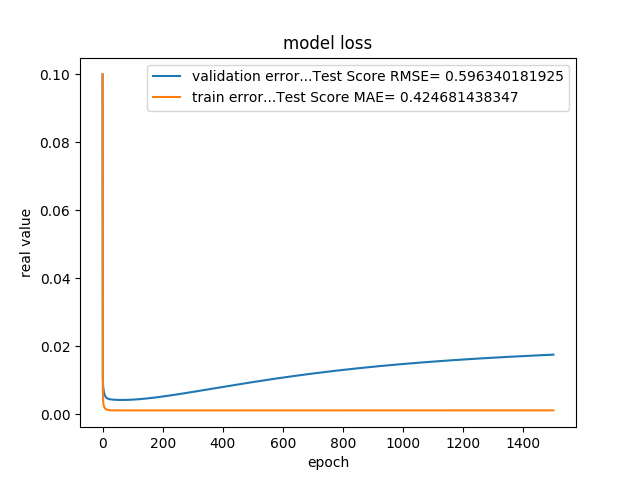 model loss
validation error...Test Score RMSE= 0.596340181925
train error...Test Score MAE= 0.424681438347
real value
0.10
0.08
0.06
0.04
0.02
0.00
0 200 400 600 800 1000 1200 1400
epoch